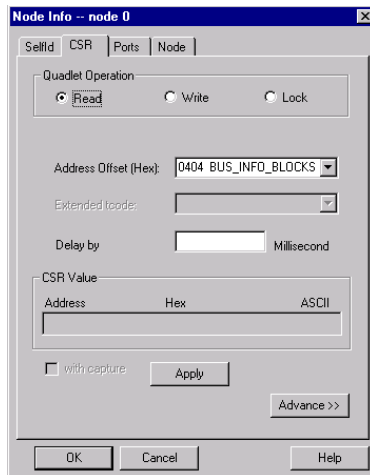 Node Info -- node 0
SelfId CSR Ports Node
Quadlet Operation
Read Write Lock
Address Offset (Hex): 0404 BUS_INFO_BLOCKS
Extended tcode:
Delay by Millisecond
CSR Value
Address Hex ASCII
with capture Apply
Advance >>
OK Cancel Help